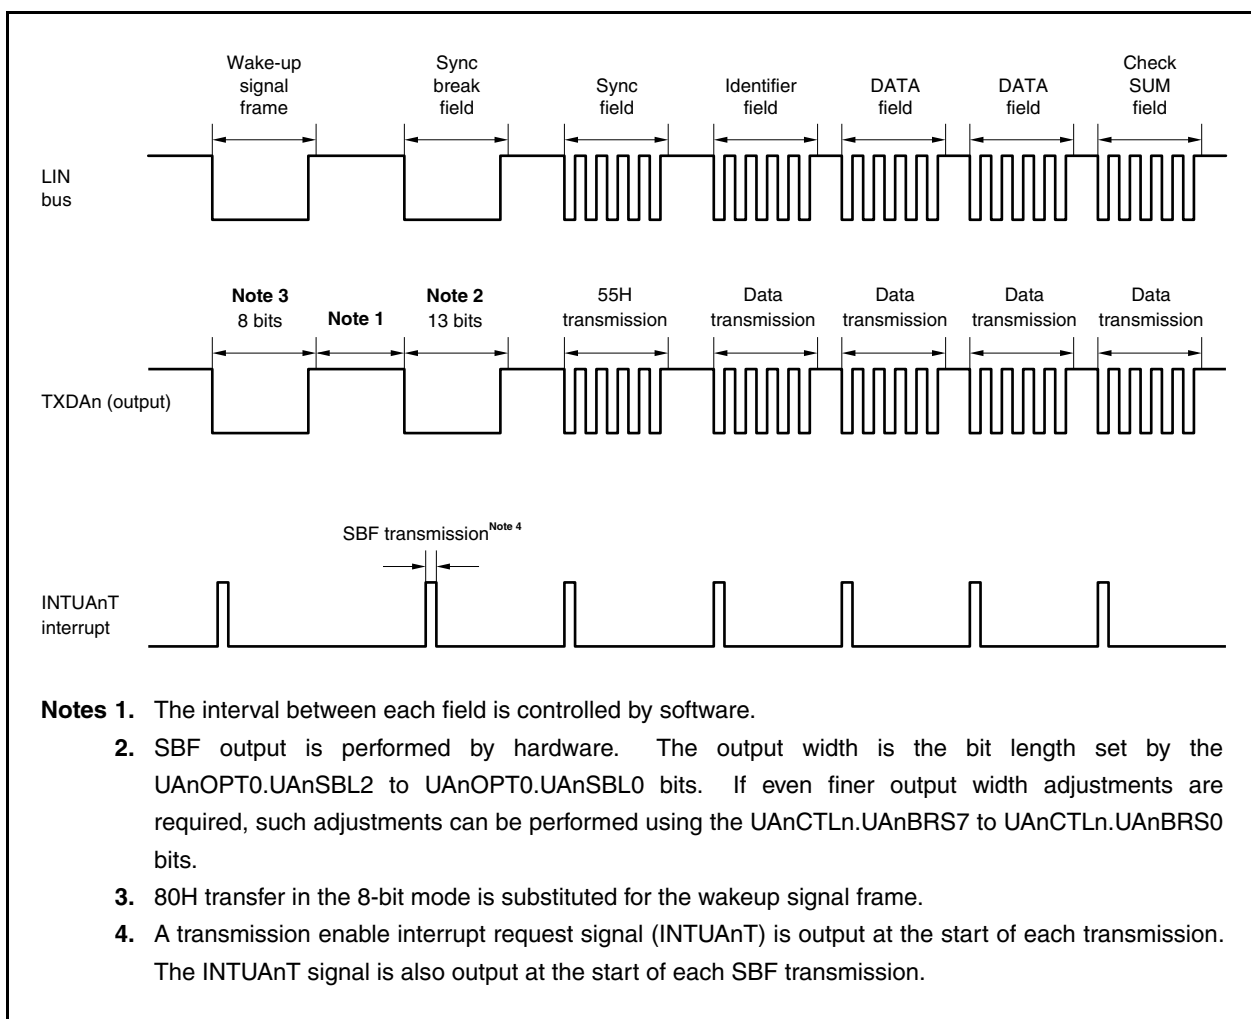 Wake-up
signal
frame
Sync
break
field
Sync
field
Identifier
field
DATA
field
DATA
field
Check
SUM
field
LIN
bus
Note 3
8 bits
Note 1
Note 2
13 bits
55H
transmission
Data
transmission
Data
transmission
Data
transmission
Data
transmission
TXDAn (output)
SBF transmission Note 4
INTUAnT
interrupt
Notes 1. The interval between each field is controlled by software.
2. SBF output is performed by hardware. The output width is the bit length set by the
UAnOPT0.UAnSBL2 to UAnOPT0.UAnSBL0 bits. If even finer output width adjustments are
required, such adjustments can be performed using the UAnCTLn.UAnBRS7 to UAnCTLn.UAnBRS0
bits.
3. 80H transfer in the 8-bit mode is substituted for the wakeup signal frame.
4. A transmission enable interrupt request signal (INTUAnT) is output at the start of each transmission.
The INTUAnT signal is also output at the start of each SBF transmission.